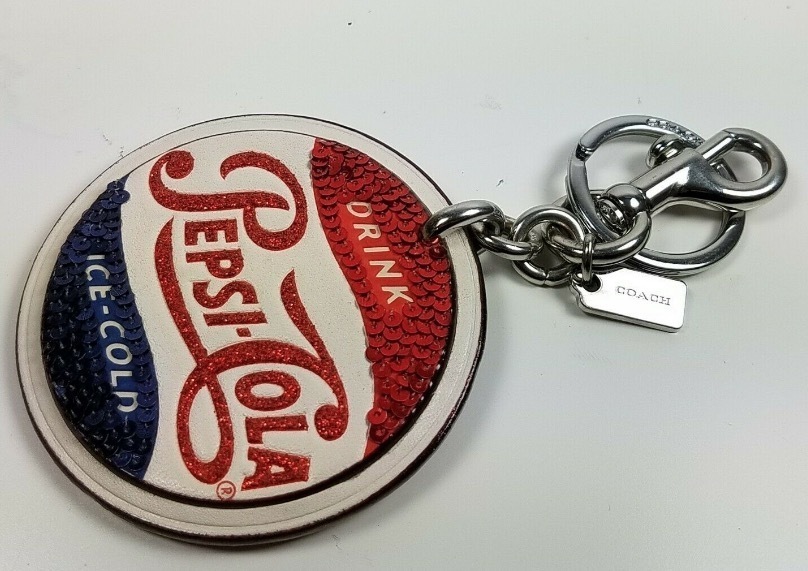 DRINK
PEPSI-COLA
®
ICE-COLD
COACH